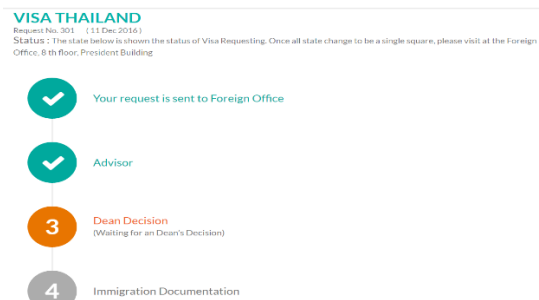 VISA THAILAND
Request No. 301 ( 11 Dec 2016 )
Status : The state below is shown the status of Visa Requesting. Once all state change to be a single square, please visit at the Foreign
Office, 8 th floor, President Building
Your request is sent to Foreign Office
Advisor
3
Dean Decision
(Waiting for an Dean's Decision)
4
Immigration Documentation